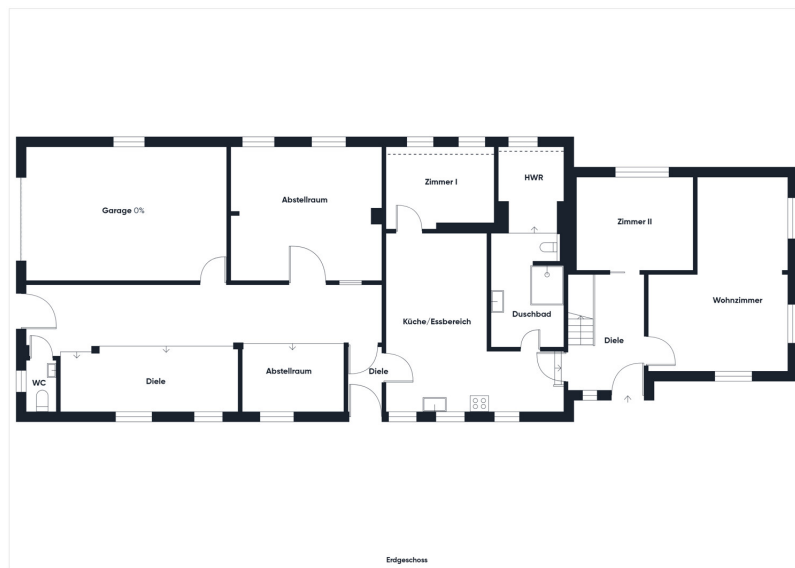 Garage 0%
Abstellraum
Zimmer I
HWR
Zimmer II
Wohnzimmer
Küche/Essbereich
Duschbad
Diele
WC
Diele
Abstellraum
Diele
Erdgeschoss